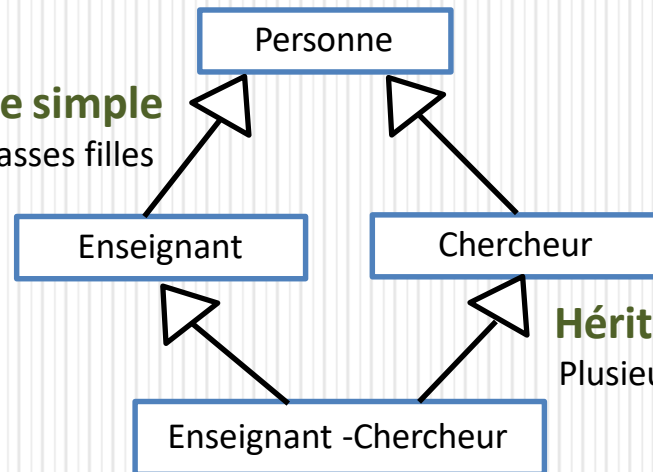 Personne
e simple
asses filles
Enseignant
Chercheur
Hérit
Plusieu
Enseignant -Chercheur